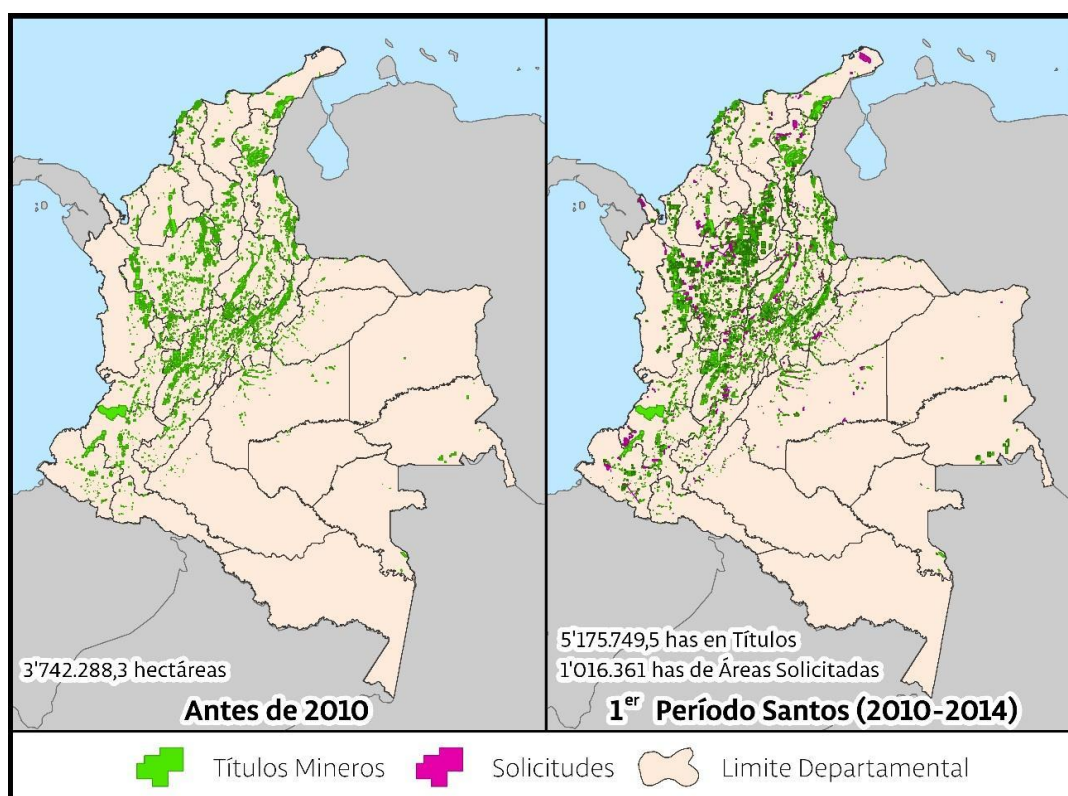 3'742.288,3 hectáreas
Antes de 2010
5'175.749,5 has en Títulos
1'016.361 has de Áreas Solicitadas
1er Período Santos (2010-2014)
Títulos Mineros
Solicitudes
Limite Departamental